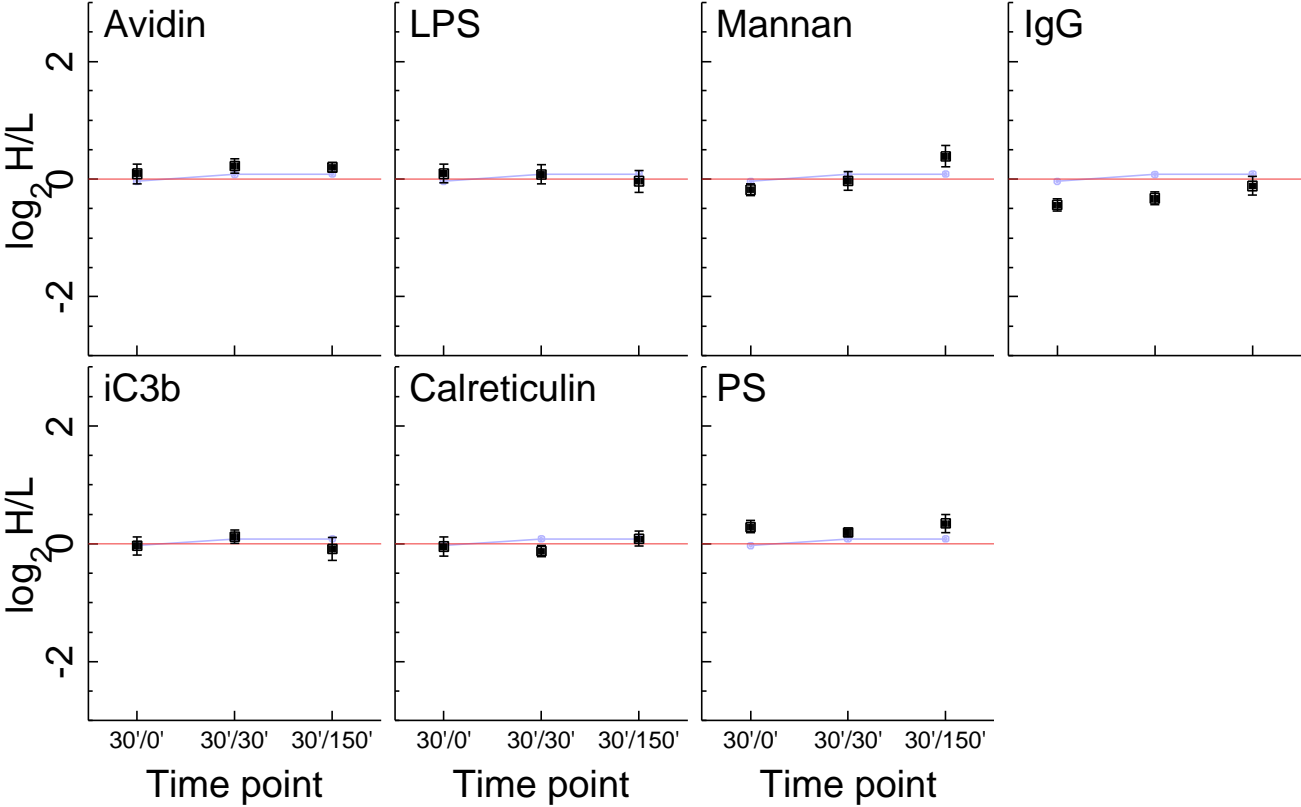 Avidin LPS Mannan IgG
log2 H/L
2
0
-2
iC3b Calreticulin PS
log2 H/L
2
0
-2
30'/0' 30'/30' 30'/150' 30'/0' 30'/30' 30'/150' 30'/0' 30'/30' 30'/150'
Time point Time point Time point